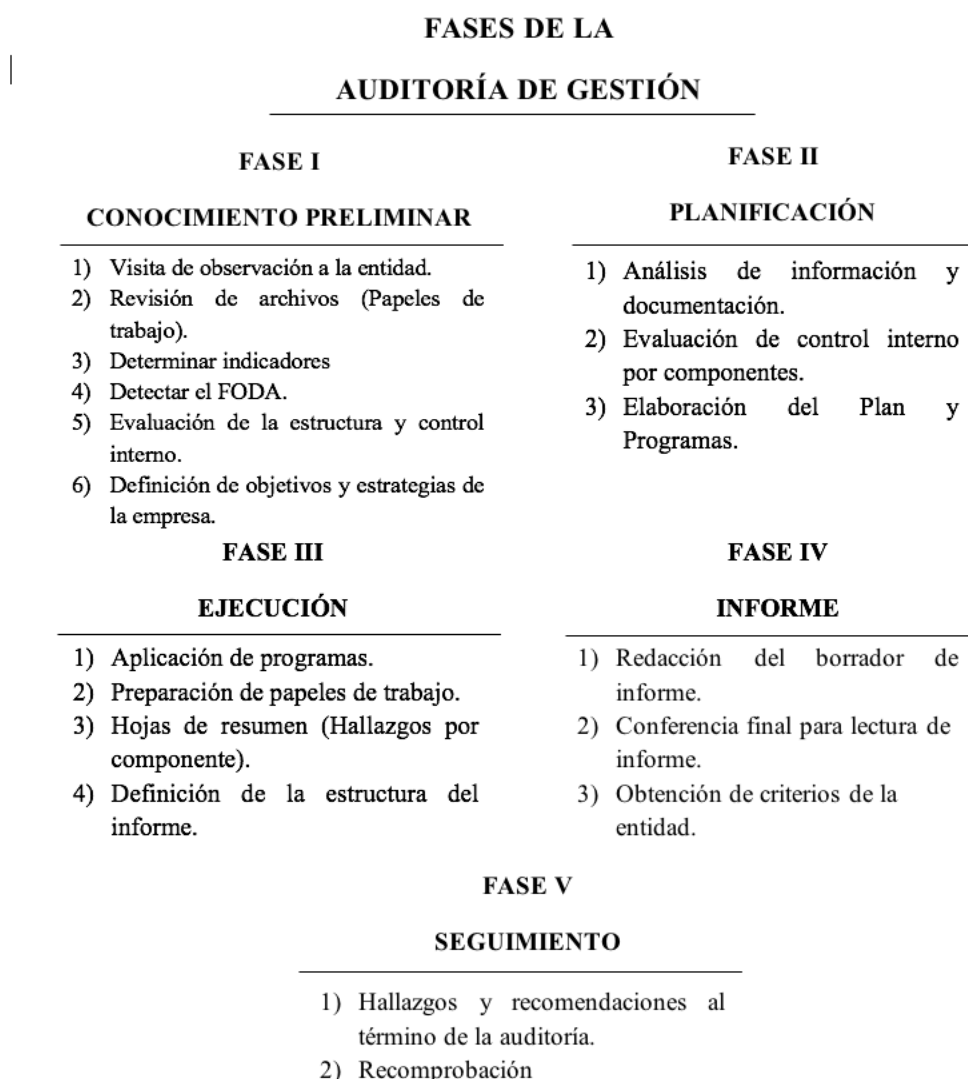 FASES DE LA
AUDITORÍA DE GESTIÓN
FASE I
CONOCIMIENTO PRELIMINAR
1) Visita de observación a la entidad.
2) Revisión de archivos (Papeles de
trabajo).
3) Determinar indicadores
4) Detectar el FODA.
5) Evaluación de la estructura y control
interno.
6) Definición de objetivos y estrategias de
la empresa.
FASE II
PLANIFICACIÓN
1) Análisis de información y
documentación.
2) Evaluación de control interno
por componentes.
3) Elaboración del Plan y
Programas.
FASE III
EJECUCIÓN
1) Aplicación de programas.
2) Preparación de papeles de trabajo.
3) Hojas de resumen (Hallazgos por
componente).
4) Definición de la estructura del
informe.
FASE IV
INFORME
1) Redacción del borrador de
informe.
2) Conferencia final para lectura de
informe.
3) Obtención de criterios de la
entidad.
FASE V
SEGUIMIENTO
1) Hallazgos y recomendaciones al
término de la auditoría.
2) Recomprobación